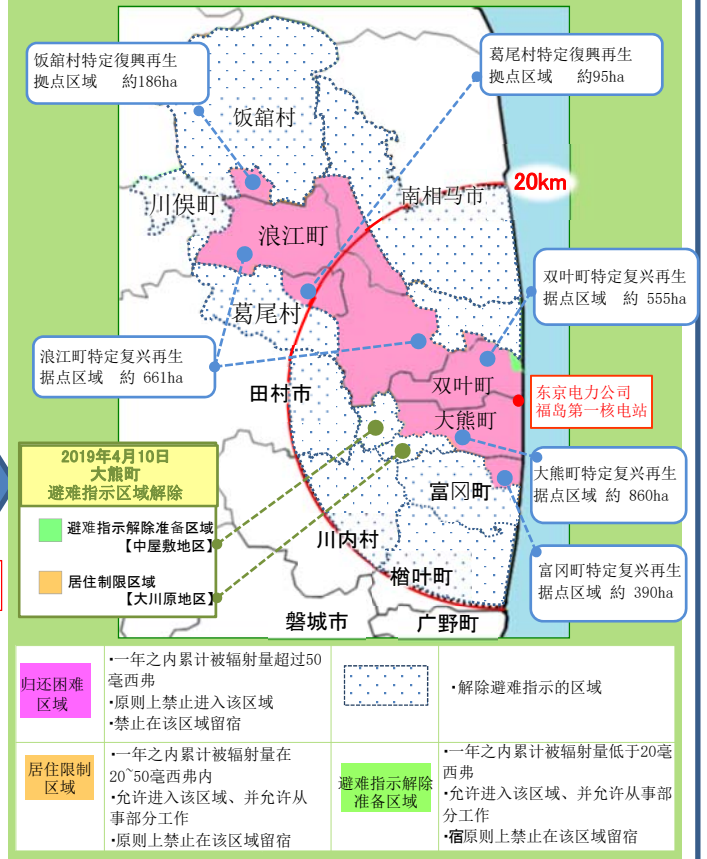 饭舘村特定復興再生
拠点区域 約186ha
葛尾村特定復興再生
拠点区域 約95ha
饭舘村
20km
南相马市
川俣町
浪江町
双叶町特定复兴再生
据点区域 约 555ha
葛尾村
浪江町特定复兴再生
据点区域 约 661ha
田村市
双叶町
东京电力公司
福岛第一核电站
大熊町
2019年4月10日
大熊町
避难指示区域解除
避难指示解除准备区域
【中屋敷地区】
居住制限区域
【大川原地区】
大熊町特定复兴再生
据点区域 约 860ha
富冈町
川内村
富冈町特定复兴再生
据点区域 约 390ha
楢叶町
磐城市
广野町
归还困难
区域
・一年之内累计被辐射量超过50
毫西弗
・原则上禁止进入该区域
・禁止在该区域留宿
・解除避难指示的区域
居住限制
区域
・一年之内累计被辐射量在
20~50毫西弗内
・允许进入该区域、并允许从
事部分工作
・原则上禁止在该区域留宿
避难指示解除
准备区域
・一年之内累计被辐射量低于20毫
西弗
・允许进入该区域、并允许从事部
分工作
・宿原则上禁止在该区域留宿